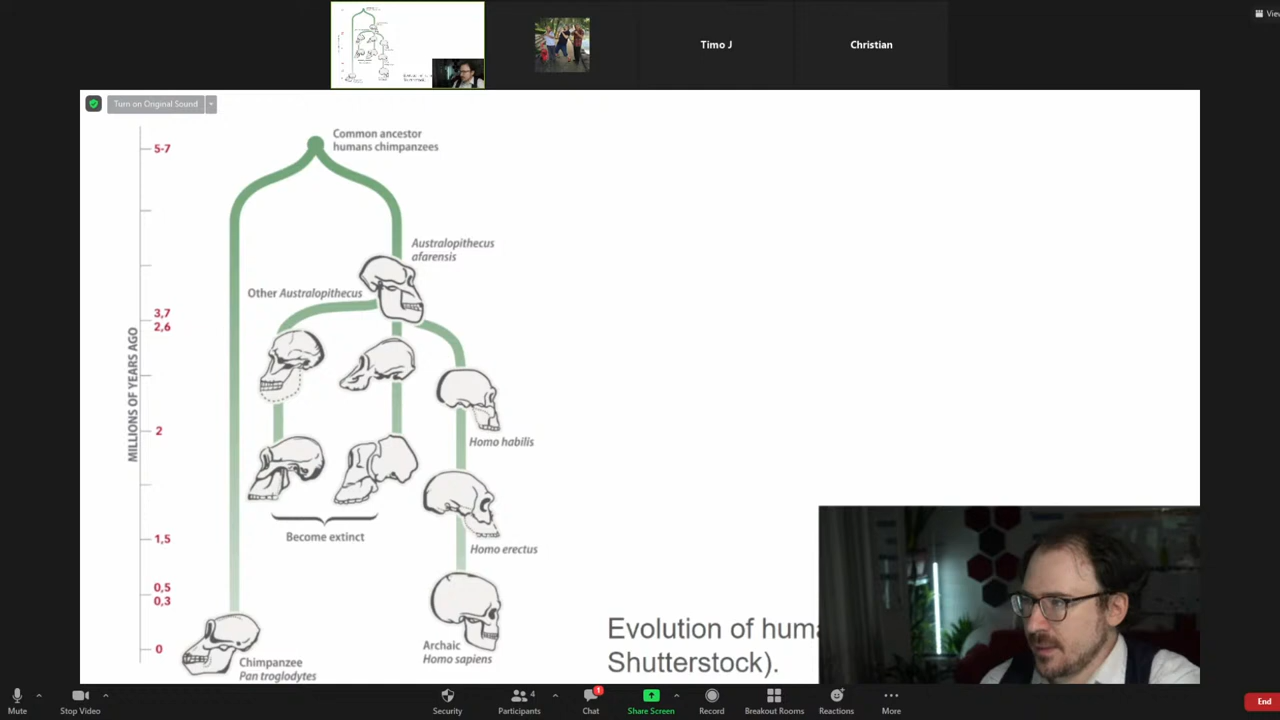 View
Timo J
Christian
Turn on Original Sound
Common ancestor
humans chimpanzees
5-7
Australopithecus
afarensis
Other Australopithecus
3,7
2,6
MILLIONS OF YEARS AGO
2
Homo habilis
Become extinct
1,5
Homo erectus
0,5
0,3
Evolution of huma
Shutterstock).
0
Archaic
Homo sapiens
Chimpanzee
Pan troglodytes
4
1
Mute
Stop Video
Security
Participants
Chat
Share Screen
Record
Breakout Rooms
Reactions
More
End